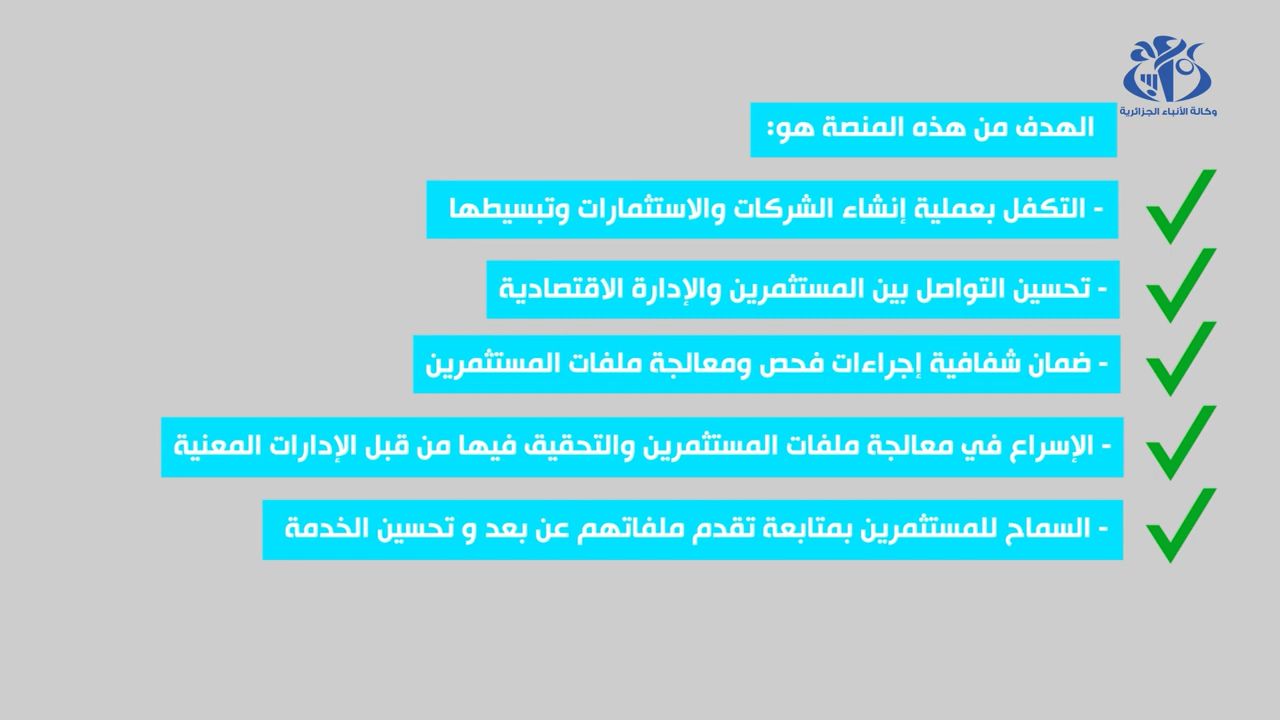 وكالة الأنباء الجزائرية
الهدف من هذه المنصة هو:
- التكفل بعملية إنشاء الشركات والاستثمارات وتبسيطها
- تحسين التواصل بين المستثمرين والإدارة الاقتصادية
- ضمان شفافية إجراءات فحص ومعالجة ملفات المستثمرين
- الإسراع في معالجة ملفات المستثمرين والتحقيق فيها من قبل الإدارات المعنية
- السماح للمستثمرين بمتابعة تقدم ملفاتهم عن بعد و تحسين الخدمة